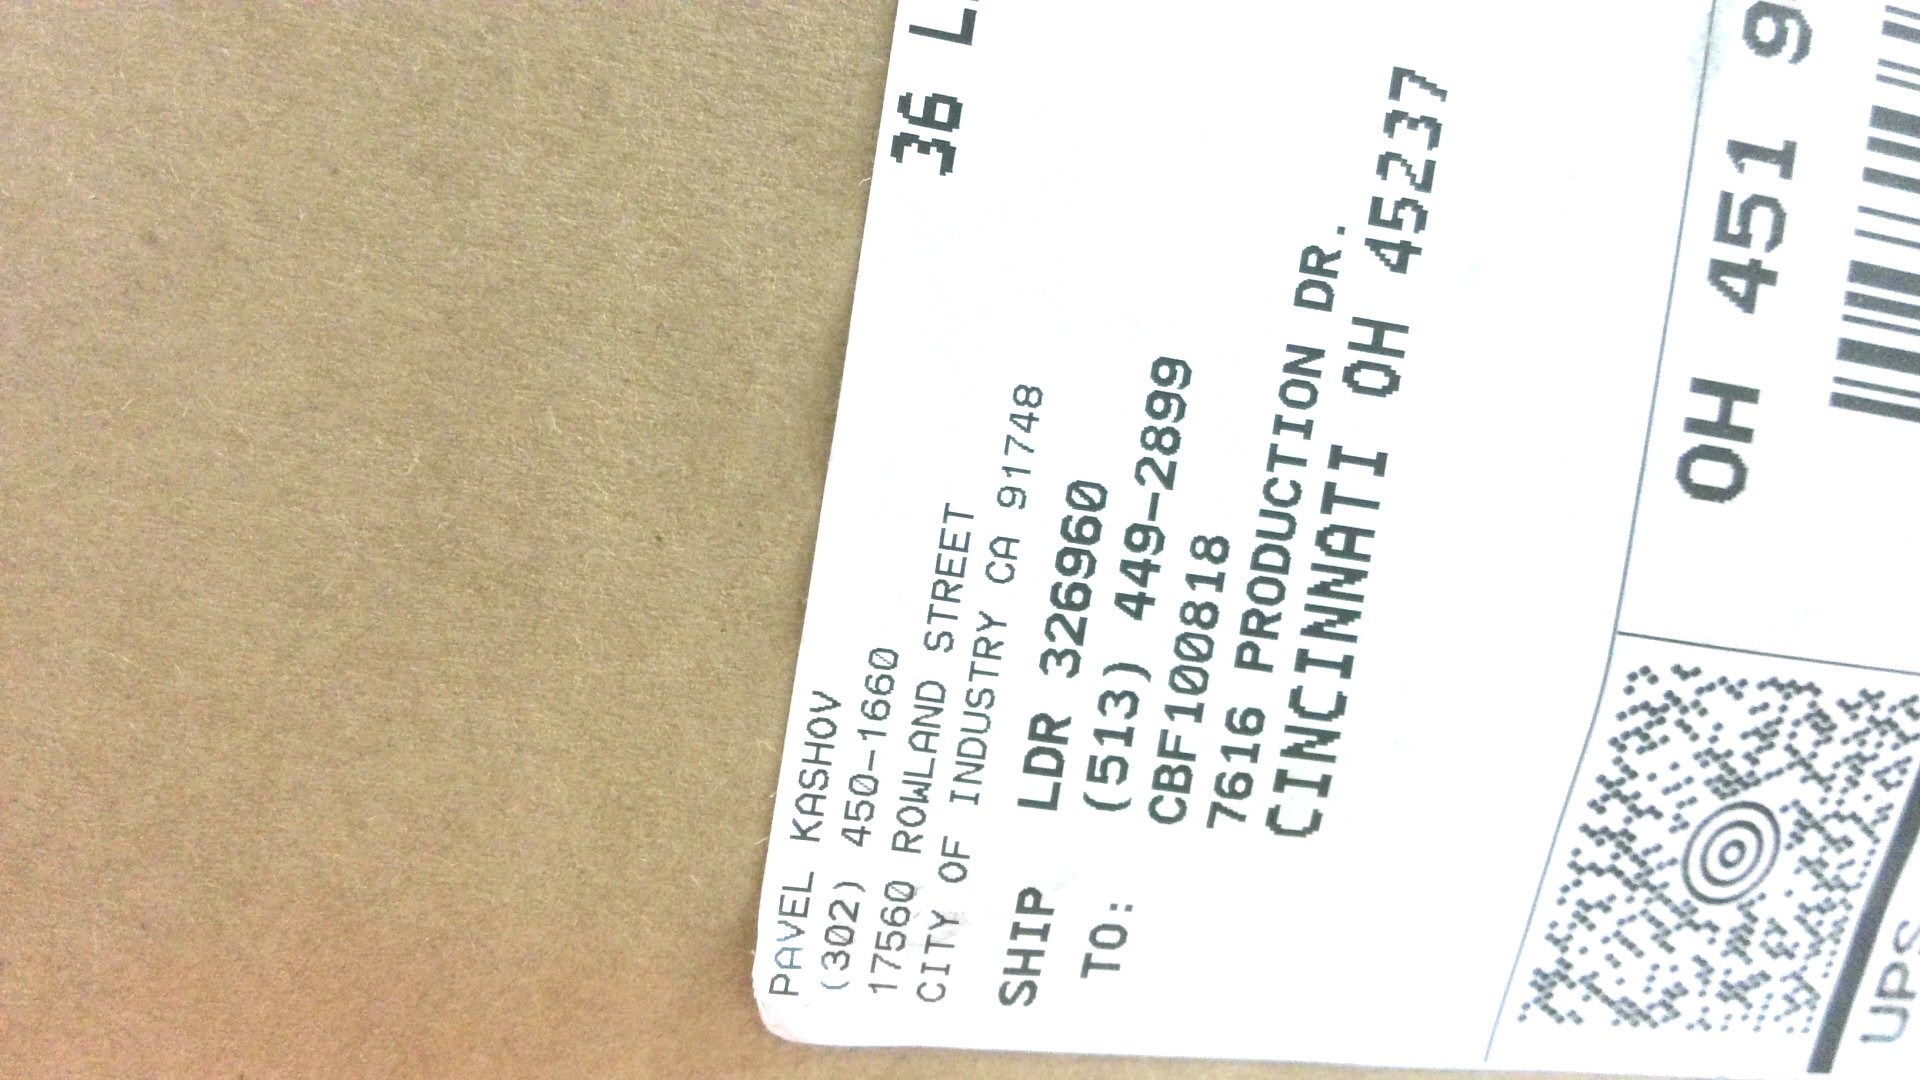 36 L
PAVEL KASHOV
(302) 450-1660
17560 ROWLAND STREET
CITY OF INDUSTRY CA 91748
SHIP TO:
LDR 326960
(513) 449-2899
CBF100818
7616 PRODUCTION DR.
CINCINNATI OH 45237
OH 451 9
UPS